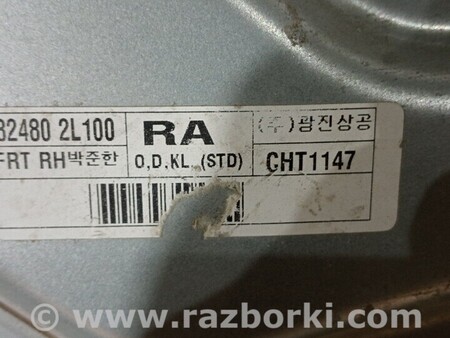 82480 2L100 RA (주)광진상공
FRT RH박준한 O,D.KL (STD) CHT1147
www.razborki.com